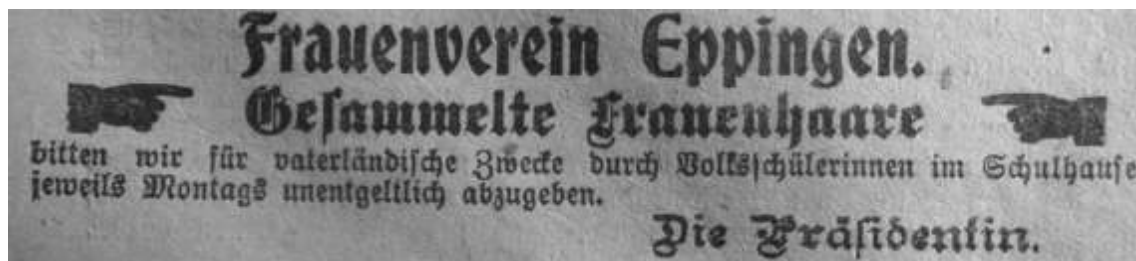 Frauenverein Eppingen.
Gesammelte Frauenhaare
bitten wir für vaterländische Zwecke durch Volksschülerinnen im Schulhause
jeweils Montags unentgeltlich abzugeben.
Die Präsidentin.